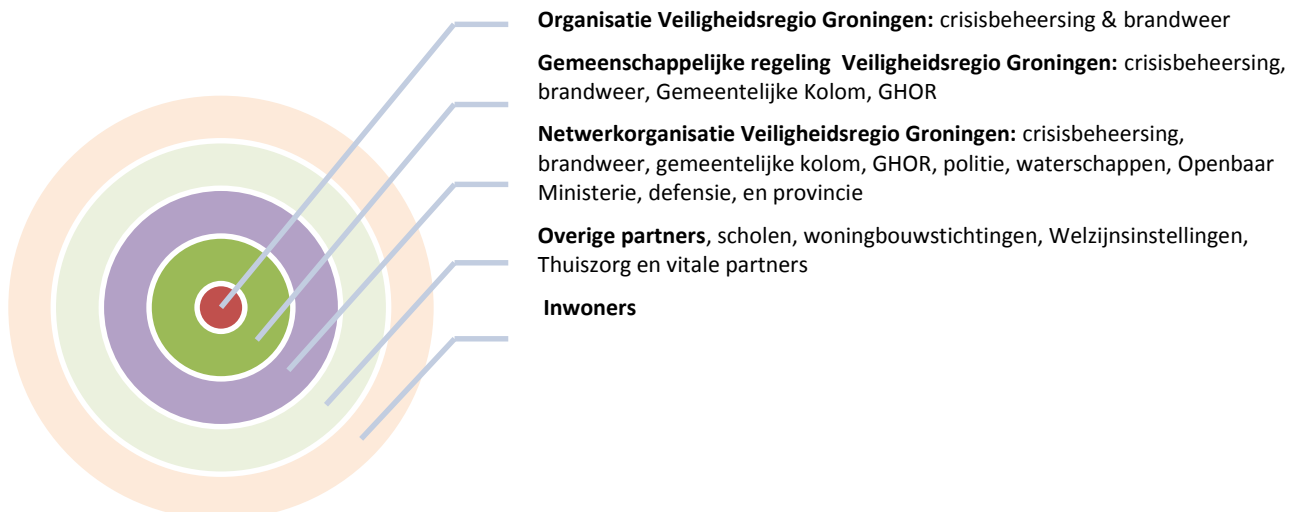 Organisatie Veiligheidsregio Groningen: crisisbeheersing & brandweer
Gemeenschappelijke regeling Veiligheidsregio Groningen: crisisbeheersing,
brandweer, Gemeentelijke Kolom, GHOR
Netwerkorganisatie Veiligheidsregio Groningen: crisisbeheersing,
brandweer, gemeentelijke kolom, GHOR, politie, waterschappen, Openbaar
Ministerie, defensie, en provincie
Overige partners, scholen, woningbouwstichtingen, Welzijnsinstellingen,
Thuiszorg en vitale partners
Inwoners